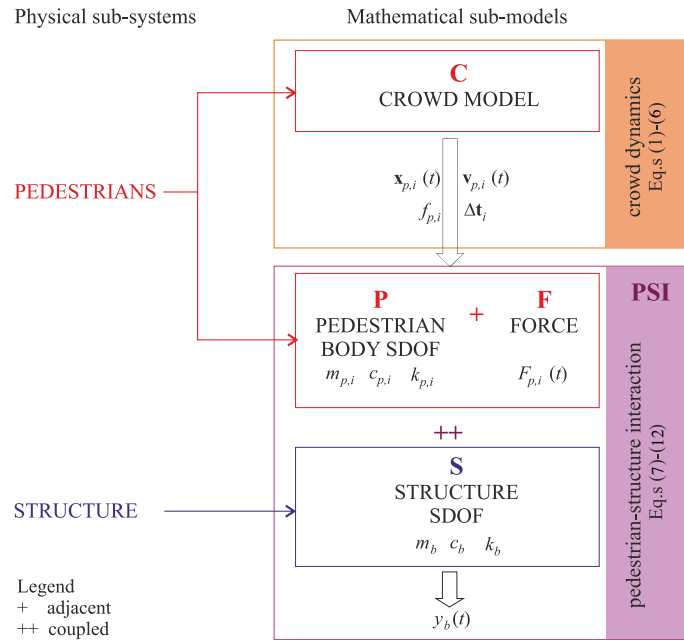 Physical sub-systems
Mathematical sub-models
C
CROWD MODEL
x_{p,i} (t) v_{p,i} (t)
f_{p,i} Δt_i
crowd dynamics
Eq.s (1)-(6)
PEDESTRIANS
PSI
P + F
PEDESTRIAN FORCE
BODY SDOF
m_{p,i} c_{p,i} k_{p,i} F_{p,i} (t)
++
S
STRUCTURE
SDOF
m_b c_b k_b
y_b(t)
pedestrian-structure interaction
Eq.s (7)-(12)
STRUCTURE
Legend
+ adjacent
++ coupled